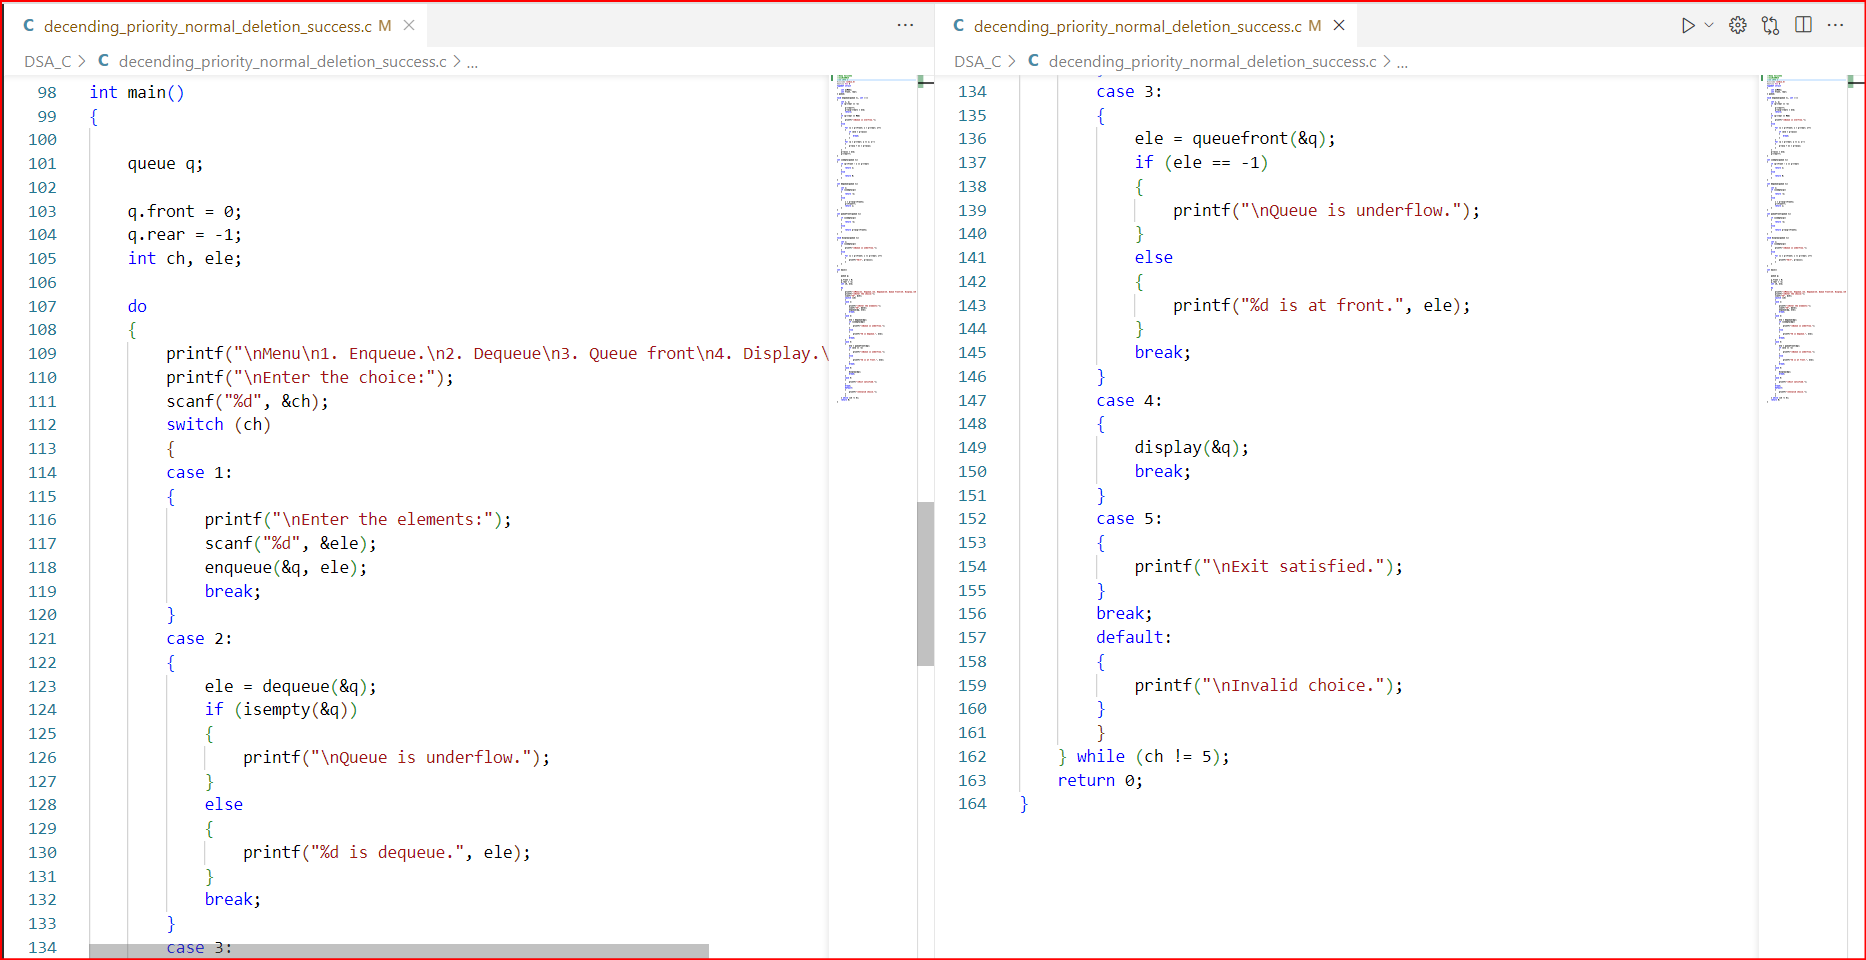 C decending_priority_normal_deletion_success.c M
DSA_C > C decending_priority_normal_deletion_success.c > ...
98 int main()
99 {
100
101 queue q;
102
103 q.front = 0;
104 q.rear = -1;
105 int ch, ele;
106
107 do
108 {
109 printf("\nMenu\n1. Enqueue.\n2. Dequeue\n3. Queue front\n4. Display.\
110 printf("\nEnter the choice:");
111 scanf("%d", &ch);
112 switch (ch)
113 {
114 case 1:
115 {
116 printf("\nEnter the elements:");
117 scanf("%d", &ele);
118 enqueue(&q, ele);
119 break;
120 }
121 case 2:
122 {
123 ele = dequeue(&q);
124 if (isempty(&q))
125 {
126 printf("\nQueue is underflow.");
127 }
128 else
129 {
130 printf("%d is dequeue.", ele);
131 }
132 break;
133 }
134 case 3:
C decending_priority_normal_deletion_success.c M
DSA_C > C decending_priority_normal_deletion_success.c > ...
134 case 3:
135 {
136 ele = queuefront(&q);
137 if (ele == -1)
138 {
139 printf("\nQueue is underflow.");
140 }
141 else
142 {
143 printf("%d is at front.", ele);
144 }
145 break;
146 }
147 case 4:
148 {
149 display(&q);
150 break;
151 }
152 case 5:
153 {
154 printf("\nExit satisfied.");
155 }
156 break;
157 default:
158 {
159 printf("\nInvalid choice.");
160 }
161 }
162 } while (ch != 5);
163 return 0;
164 }